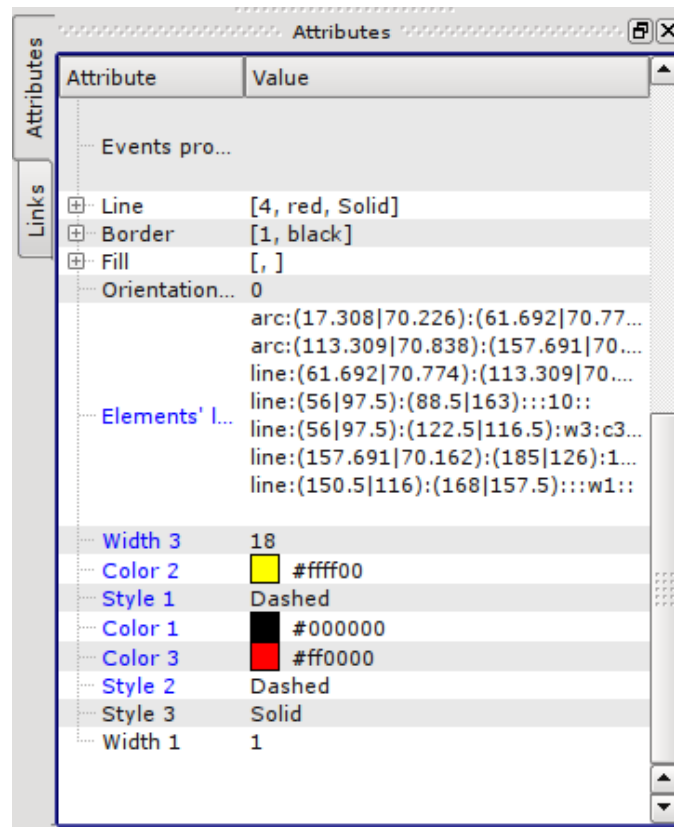 Attributes
Attributes
Links
Attribute Value
Events pro...
Line [4, red, Solid]
Border [1, black]
Fill [, ]
Orientation... 0
Elements' l...
arc:(17.308|70.226):(61.692|70.77...
arc:(113.309|70.838):(157.691|70....
line:(61.692|70.774):(113.309|70....
line:(56|97.5):(88.5|163):::10::
line:(56|97.5):(122.5|116.5):w3:c3...
line:(157.691|70.162):(185|126):1...
line:(150.5|116):(168|157.5):::w1::
Width 3 18
Color 2 #ffff00
Style 1 Dashed
Color 1 #000000
Color 3 #ff0000
Style 2 Dashed
Style 3 Solid
Width 1 1